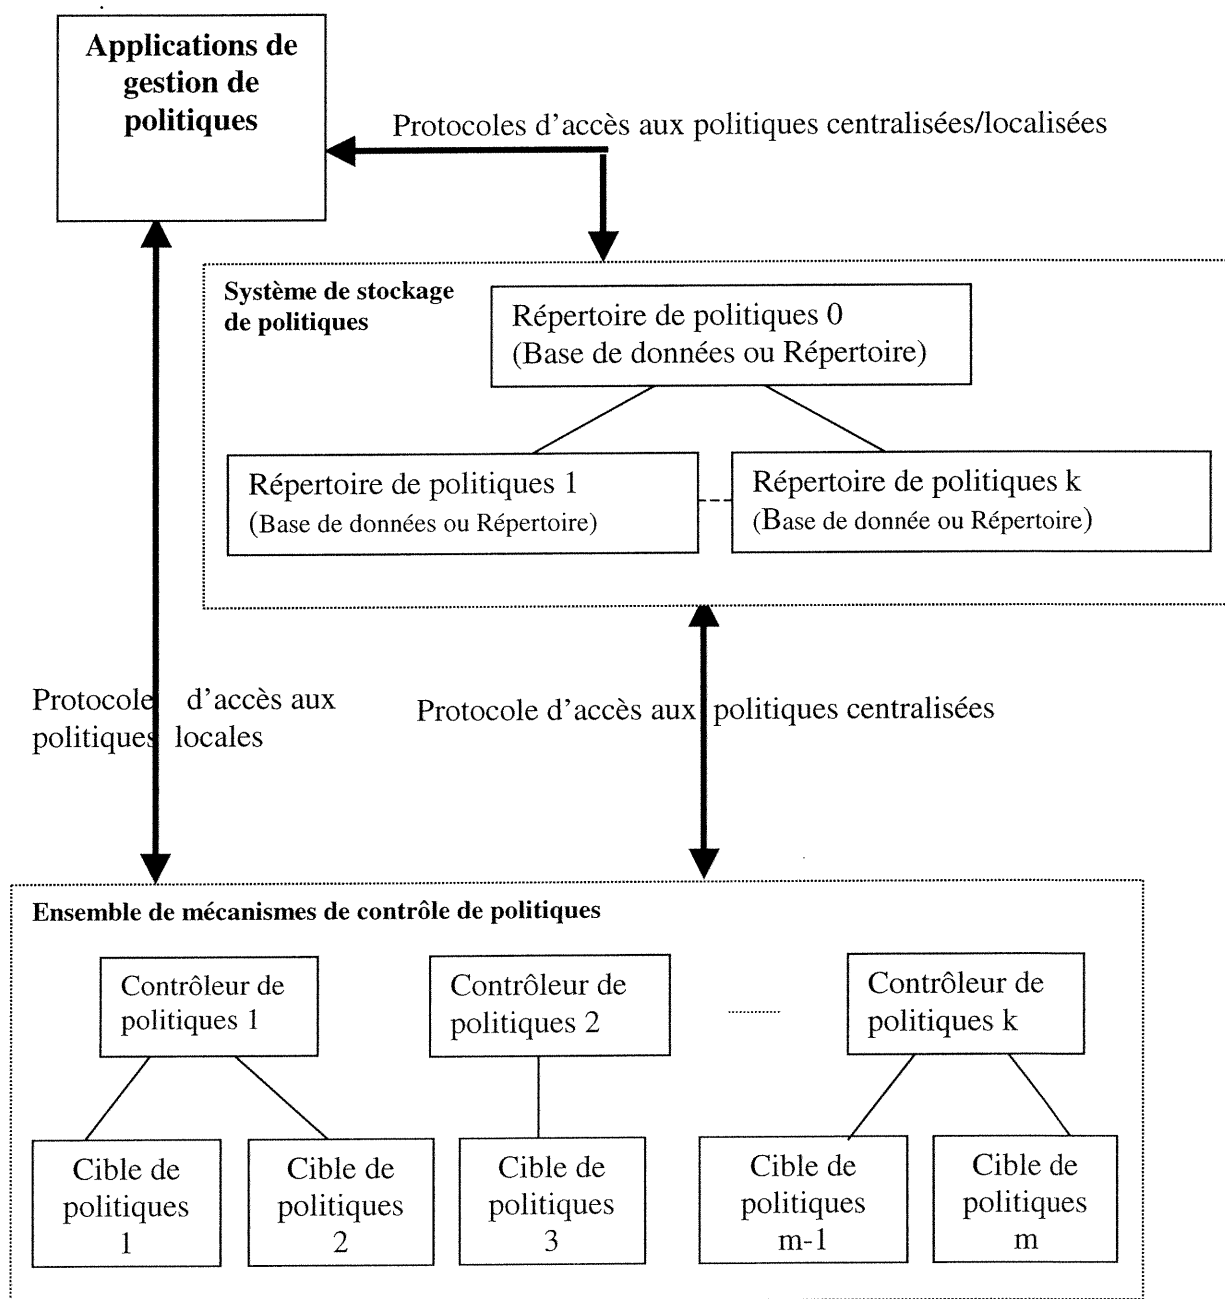 Applications de
gestion de
politiques
Protocoles d'accès aux politiques centralisées/localisées
Système de stockage
de politiques
Répertoire de politiques 0
(Base de données ou Répertoire)
Répertoire de politiques 1
(Base de données ou Répertoire)
Répertoire de politiques k
(Base de donnée ou Répertoire)
Protocole d'accès aux
politiques locales
Protocole d'accès aux politiques centralisées
Ensemble de mécanismes de contrôle de politiques
Contrôleur de
politiques 1
Contrôleur de
politiques 2
Contrôleur de
politiques k
Cible de
politiques
1
Cible de
politiques
2
Cible de
politiques
3
Cible de
politiques
m-1
Cible de
politiques
m